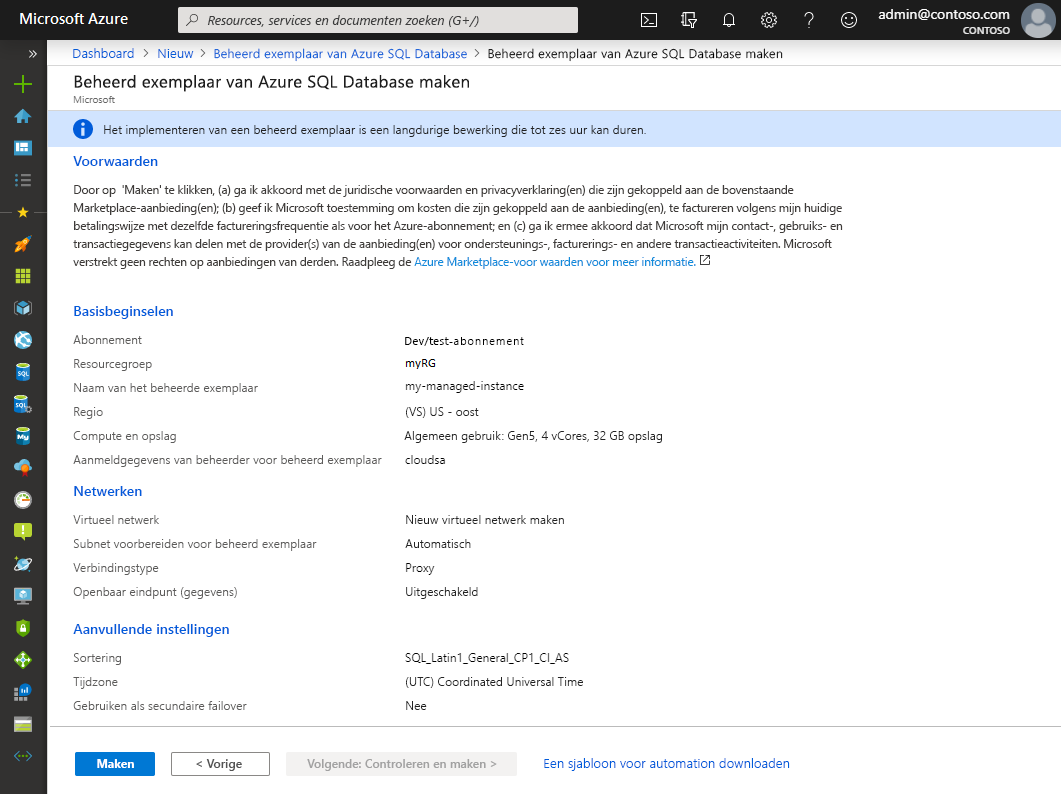 Microsoft Azure
Resources, services en documenten zoeken (G+/)
admin@contoso.com
CONTOSO
Dashboard > Nieuw > Beheerd exemplaar van Azure SQL Database > Beheerd exemplaar van Azure SQL Database maken
Beheerd exemplaar van Azure SQL Database maken
Microsoft
Het implementeren van een beheerd exemplaar is een langdurige bewerking die tot zes uur kan duren.
Voorwaarden
Door op 'Maken' te klikken, (a) ga ik akkoord met de juridische voorwaarden en privacyverklaring(en) die zijn gekoppeld aan de bovenstaande
Marketplace-aanbieding(en); (b) geef ik Microsoft toestemming om kosten die zijn gekoppeld aan de aanbieding(en), te factureren volgens mijn huidige
betalingswijze met dezelfde factureringsfrequentie als voor het Azure-abonnement; en (c) ga ik ermee akkoord dat Microsoft mijn contact-, gebruiks- en
transactiegegevens kan delen met de provider(s) van de aanbieding(en) voor ondersteunings-, facturerings- en andere transactieactiviteiten. Microsoft
verstrekt geen rechten op aanbiedingen van derden. Raadpleeg de Azure Marketplace-voor waarden voor meer informatie.
Basisbeginselen
Abonnement Dev/test-abonnement
Resourcegroep myRG
Naam van het beheerde exemplaar my-managed-instance
Regio (VS) US - oost
Compute en opslag Algemeen gebruik: Gen5, 4 vCores, 32 GB opslag
Aanmeldgegevens van beheerder voor beheerd exemplaar cloudsa
Netwerken
Virtueel netwerk Nieuw virtueel netwerk maken
Subnet voorbereiden voor beheerd exemplaar Automatisch
Verbindingstype Proxy
Openbaar eindpunt (gegevens) Uitgeschakeld
Aanvullende instellingen
Sortering SQL_Latin1_General_CP1_CI_AS
Tijdzone (UTC) Coordinated Universal Time
Gebruiken als secundaire failover Nee
Maken < Vorige Volgende: Controleren en maken > Een sjabloon voor automation downloaden